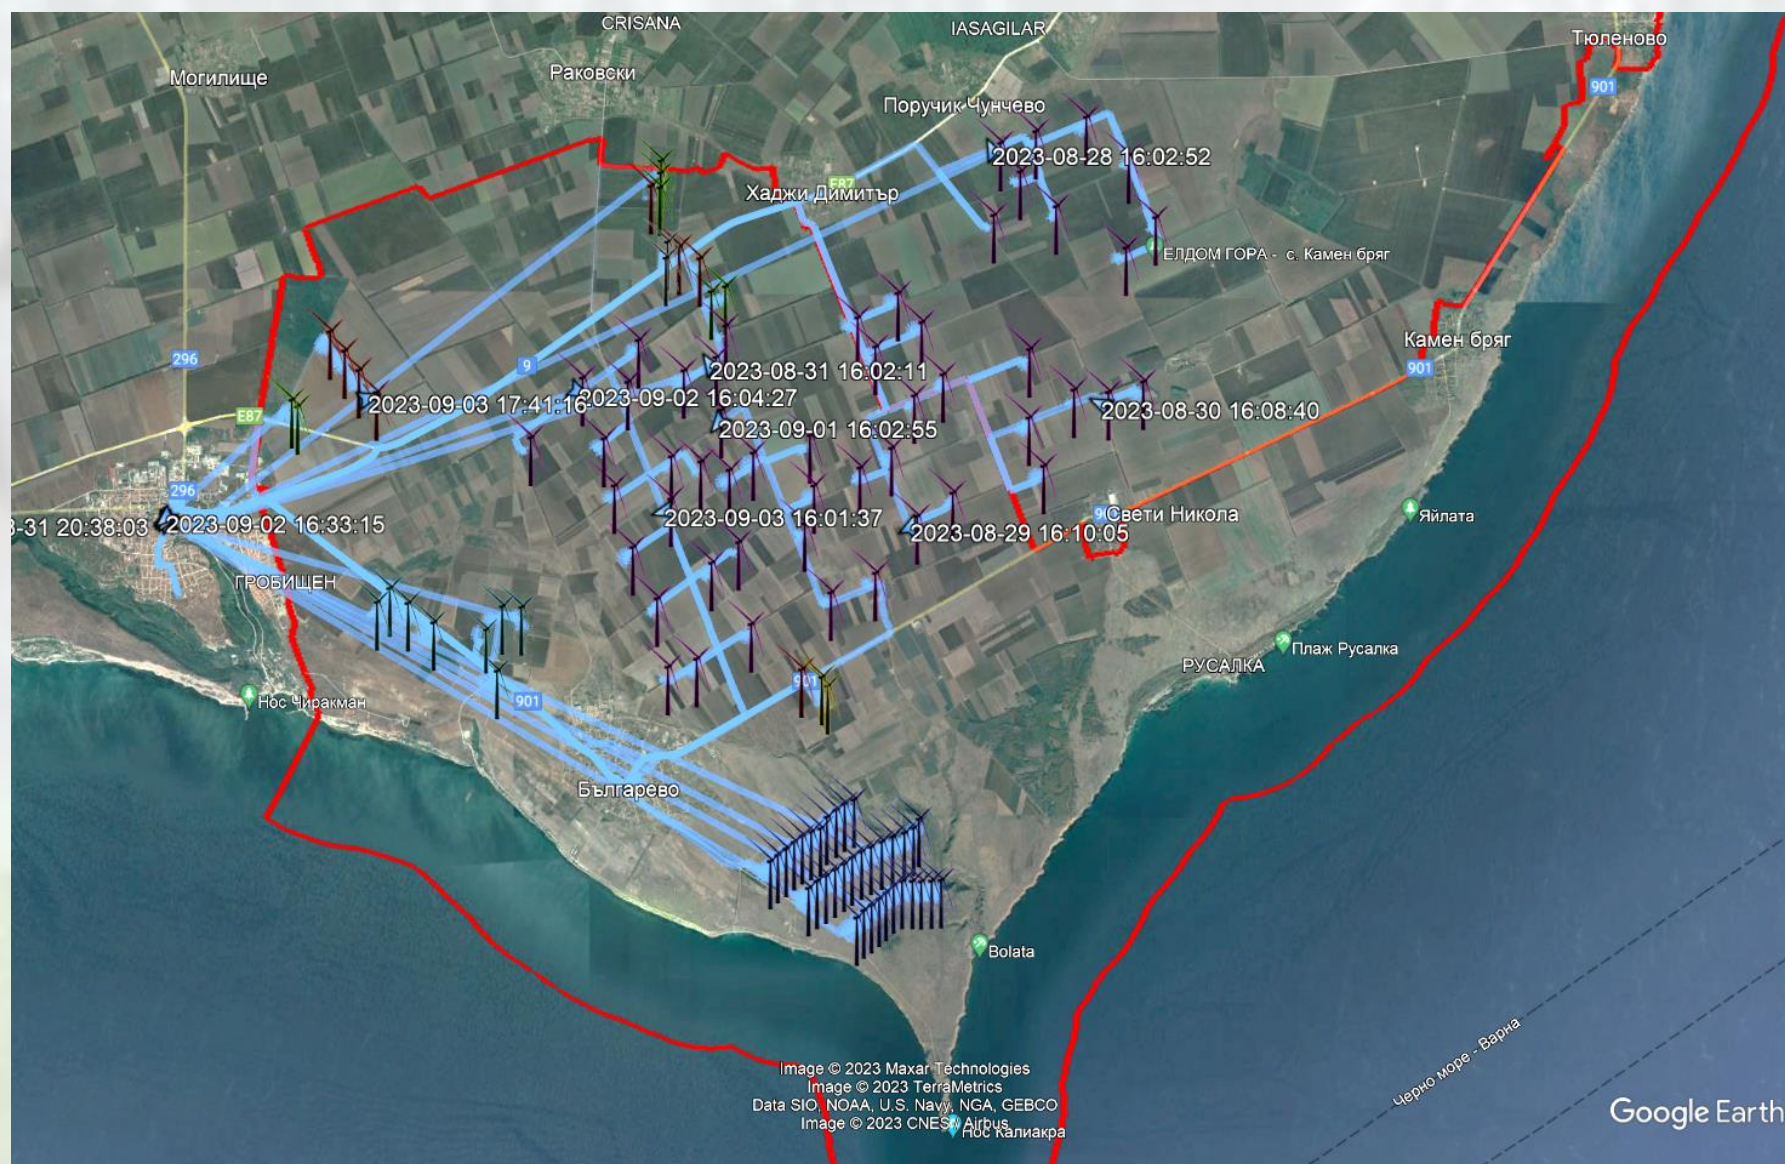 CRISANA
IASAGILAR
Тюленово
Могилище
Раковски
901
Поручик Чунчево
2023-08-28 16:02:52
E87
Хаджи Димитър
ЕЛДОМ ГОРА - с. Камен бряг
Камен бряг
296
9
901
2023-08-31 16:02:11
2023-09-03 17:41:16
2023-09-02 16:04:27
2023-08-30 16:08:40
E87
2023-09-01 16:02:55
296
3-31 20:38:03
2023-09-02 16:33:15
2023-09-03 16:01:37
2023-08-29 16:10:05
Свети Никола
Яйлата
ГРОБИЩЕН
Плаж Русалка
РУСАЛКА
901
Нос Чиракман
901
Българево
Bolata
Image © 2023 Maxar Technologies
Image © 2023 TerraMetrics
Data SIO, NOAA, U.S. Navy, NGA, GEBCO
Image © 2023 CNES / Airbus
Нос Калиакра
Черно море - Варна
Google Earth